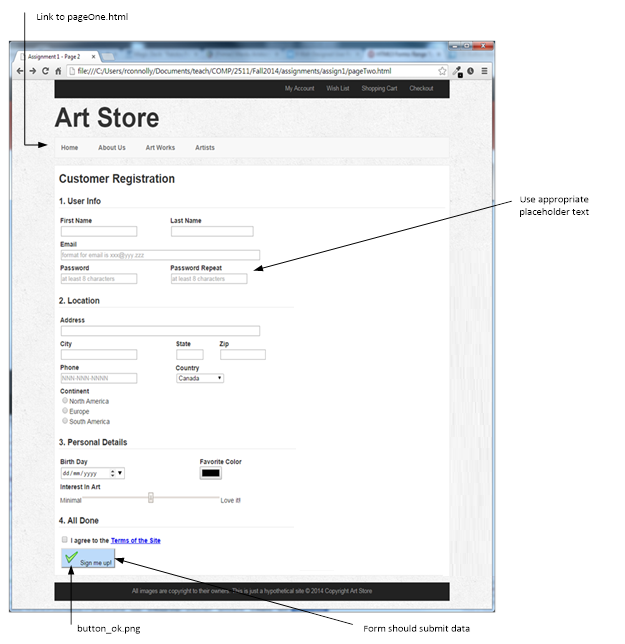 Link to pageOne.html
Assignment 1 - Page 2
file:///C:/Users/rconnolly/Documents/teach/COMP/2511/Fall2014/assignments/assign1/pageTwo.html
My Account Wish List Shopping Cart Checkout
Art Store
Home About Us Art Works Artists
Customer Registration
1. User Info
Use appropriate
placeholder text
First Name Last Name
Email
format for email is xxx@yyy.zzz
Password Password Repeat
at least 8 characters at least 8 characters
2. Location
Address
City State Zip
Phone Country
NNN-NNN-NNNN Canada
Continent
North America
Europe
South America
3. Personal Details
Birth Day Favorite Color
dd/mm/yyyy
Interest In Art
Minimal Love It!
4. All Done
I agree to the Terms of the Site
Sign me up!
All images are copyright to their owners. This is just a hypothetical site © 2014 Copyright Art Store
button_ok.png
Form should submit data